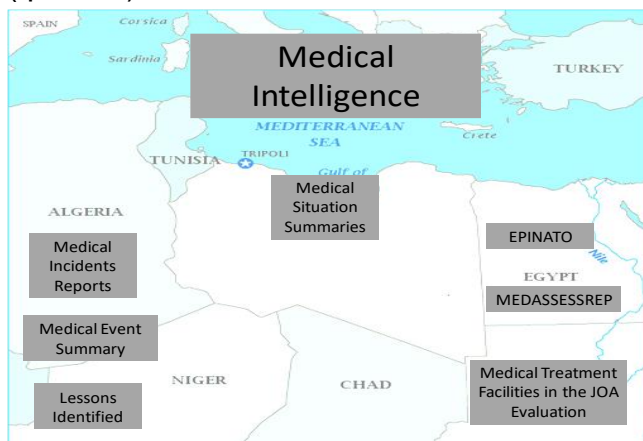 SPAIN
Corsica
Sardinia
Medical
Intelligence
TURKEY
MEDITERRANEAN
SEA
Crete
TUNISIA
TRIPOLI
Gulf of
Medical
Situation
Summaries
ALGERIA
Medical
Incidents
Reports
EPINATO
Nile
EGYPT
MEDASSESSREP
Medical Event
Summary
Lessons
Identified
NIGER
CHAD
Medical Treatment
Facilities in the JOA
Evaluation